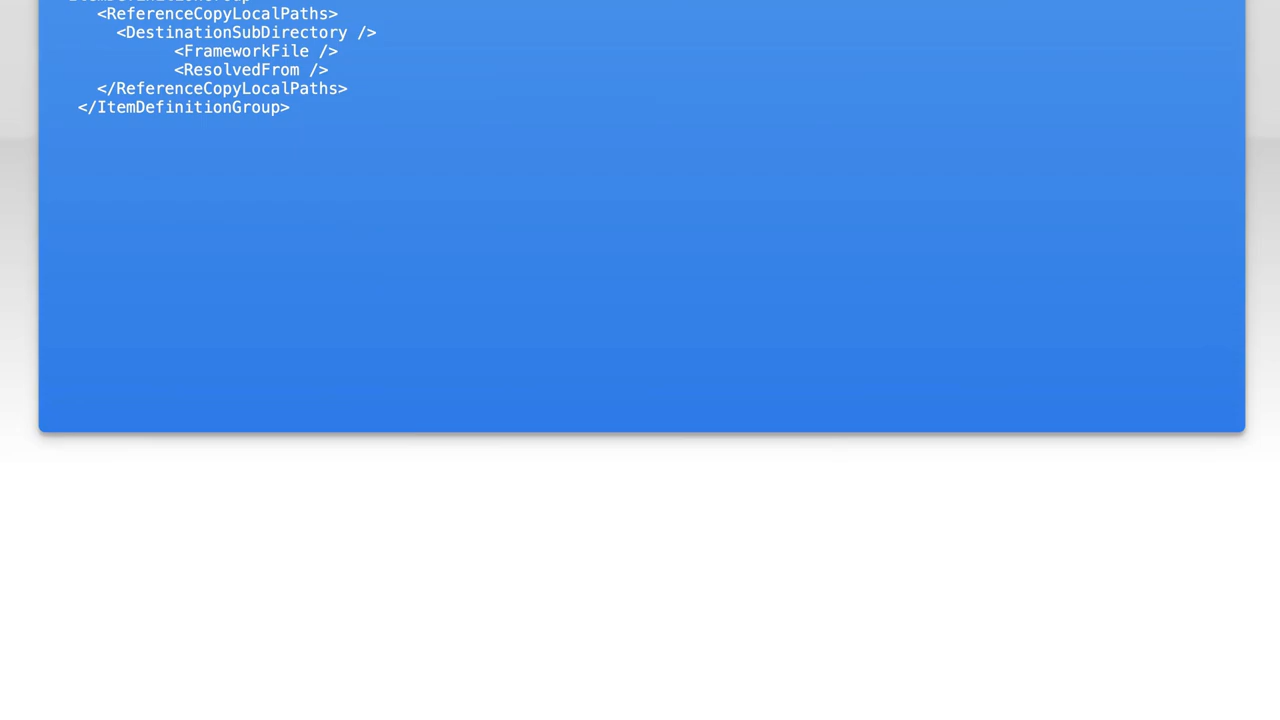 <ReferenceCopyLocalPaths>
<DestinationSubDirectory />
<FrameworkFile />
<ResolvedFrom />
</ReferenceCopyLocalPaths>
</ItemDefinitionGroup>